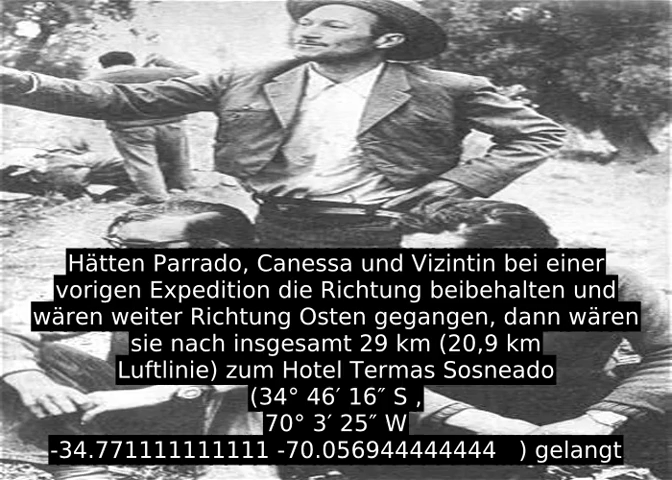 Hätten Parrado, Canessa und Vizintin bei einer
vorigen Expedition die Richtung beibehalten und
wären weiter Richtung Osten gegangen, dann wären
sie nach insgesamt 29 km (20,9 km
Luftlinie) zum Hotel Termas Sosneado
(34° 46′ 16″ S ,
70° 3′ 25″ W
-34.771111111111 -70.056944444444   ) gelangt